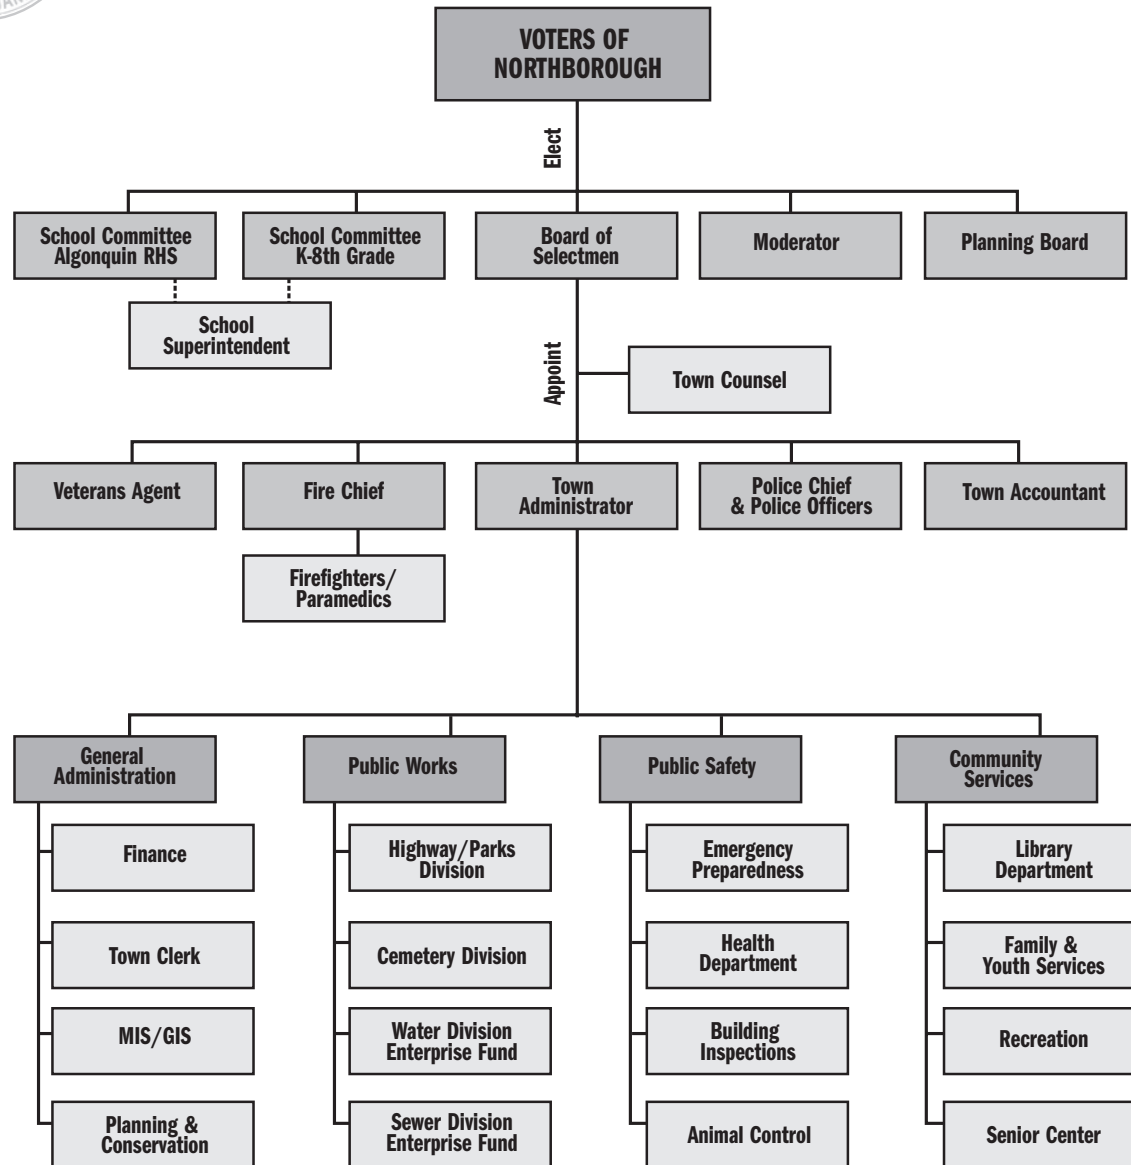 VOTERS OF
NORTHBOROUGH
Elect
School Committee
Algonquin RHS
School Committee
K-8th Grade
Board of
Selectmen
Moderator
Planning Board
School
Superintendent
Appoint
Town Counsel
Veterans Agent
Fire Chief
Town
Administrator
Police Chief
& Police Officers
Town Accountant
Firefighters/
Paramedics
General
Administration
Public Works
Public Safety
Community
Services
Finance
Highway/Parks
Division
Emergency
Preparedness
Library
Department
Town Clerk
Cemetery Division
Health
Department
Family &
Youth Services
MIS/GIS
Water Division
Enterprise Fund
Building
Inspections
Recreation
Planning &
Conservation
Sewer Division
Enterprise Fund
Animal Control
Senior Center